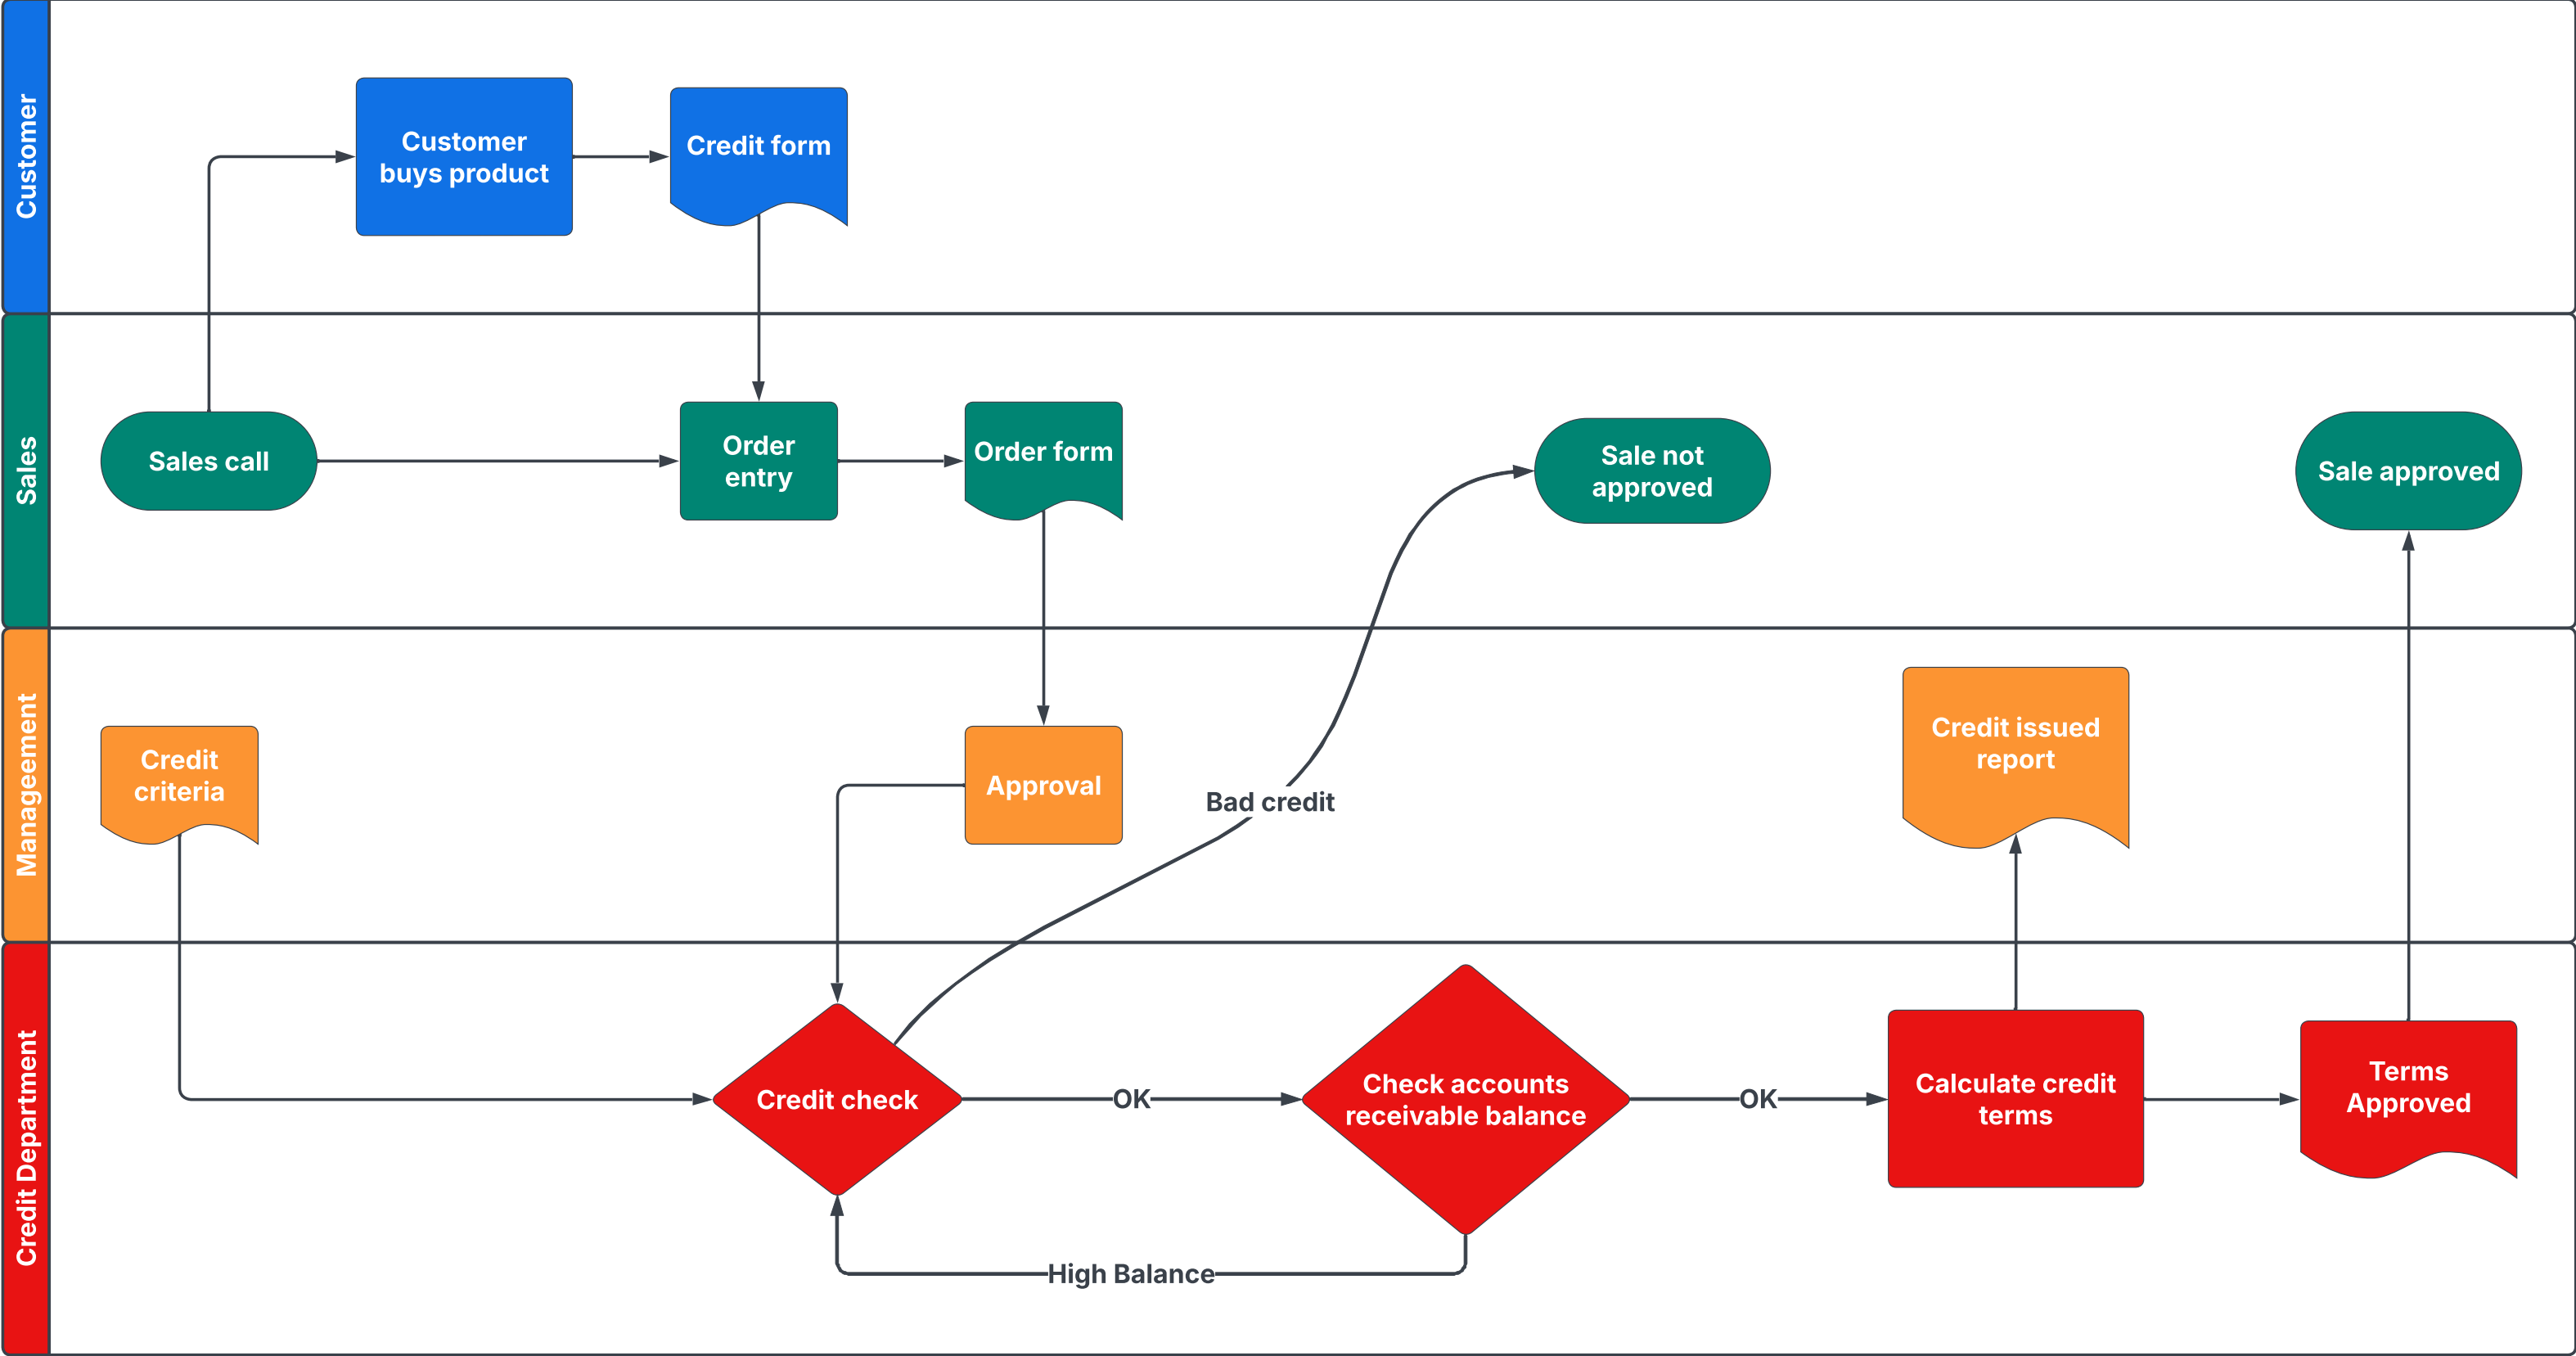 Customer
Customer
buys product
Credit form
Sales
Sales call
Order
entry
Order form
Sale not
approved
Sale approved
Manageement
Credit
criteria
Approval
Bad credit
Credit issued
report
Credit Department
Credit check
OK
Check accounts
receivable balance
OK
Calculate credit
terms
Terms
Approved
High Balance